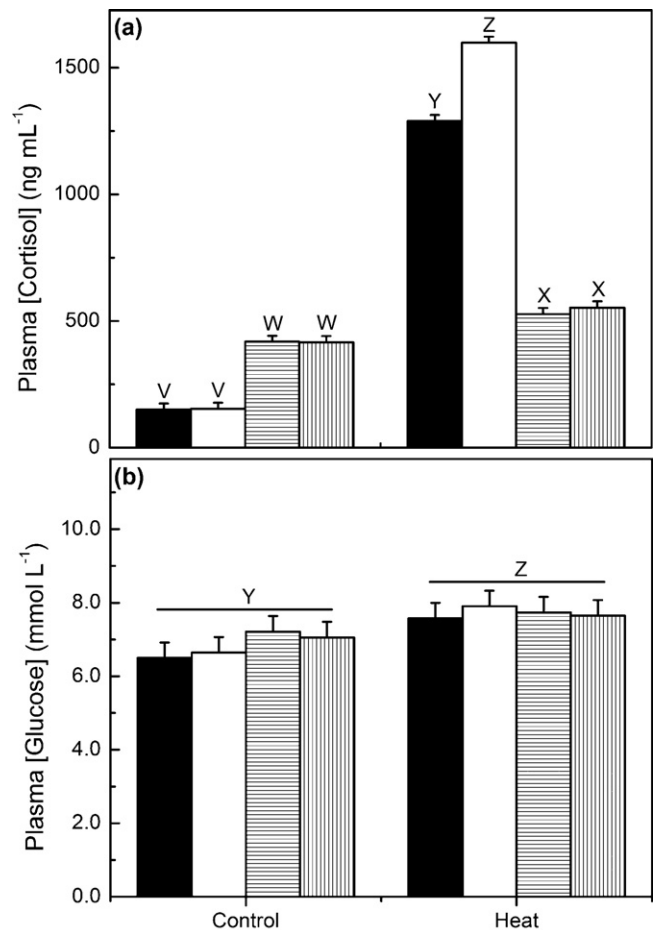 (a)
Z
1500
Y
Plasma [Cortisol] (ng mL⁻¹)
1000
X X
500
W W
V V
0
(b)
10.0
Z
Y
8.0
Plasma [Glucose] (mmol L⁻¹)
6.0
4.0
2.0
0.0
Control Heat